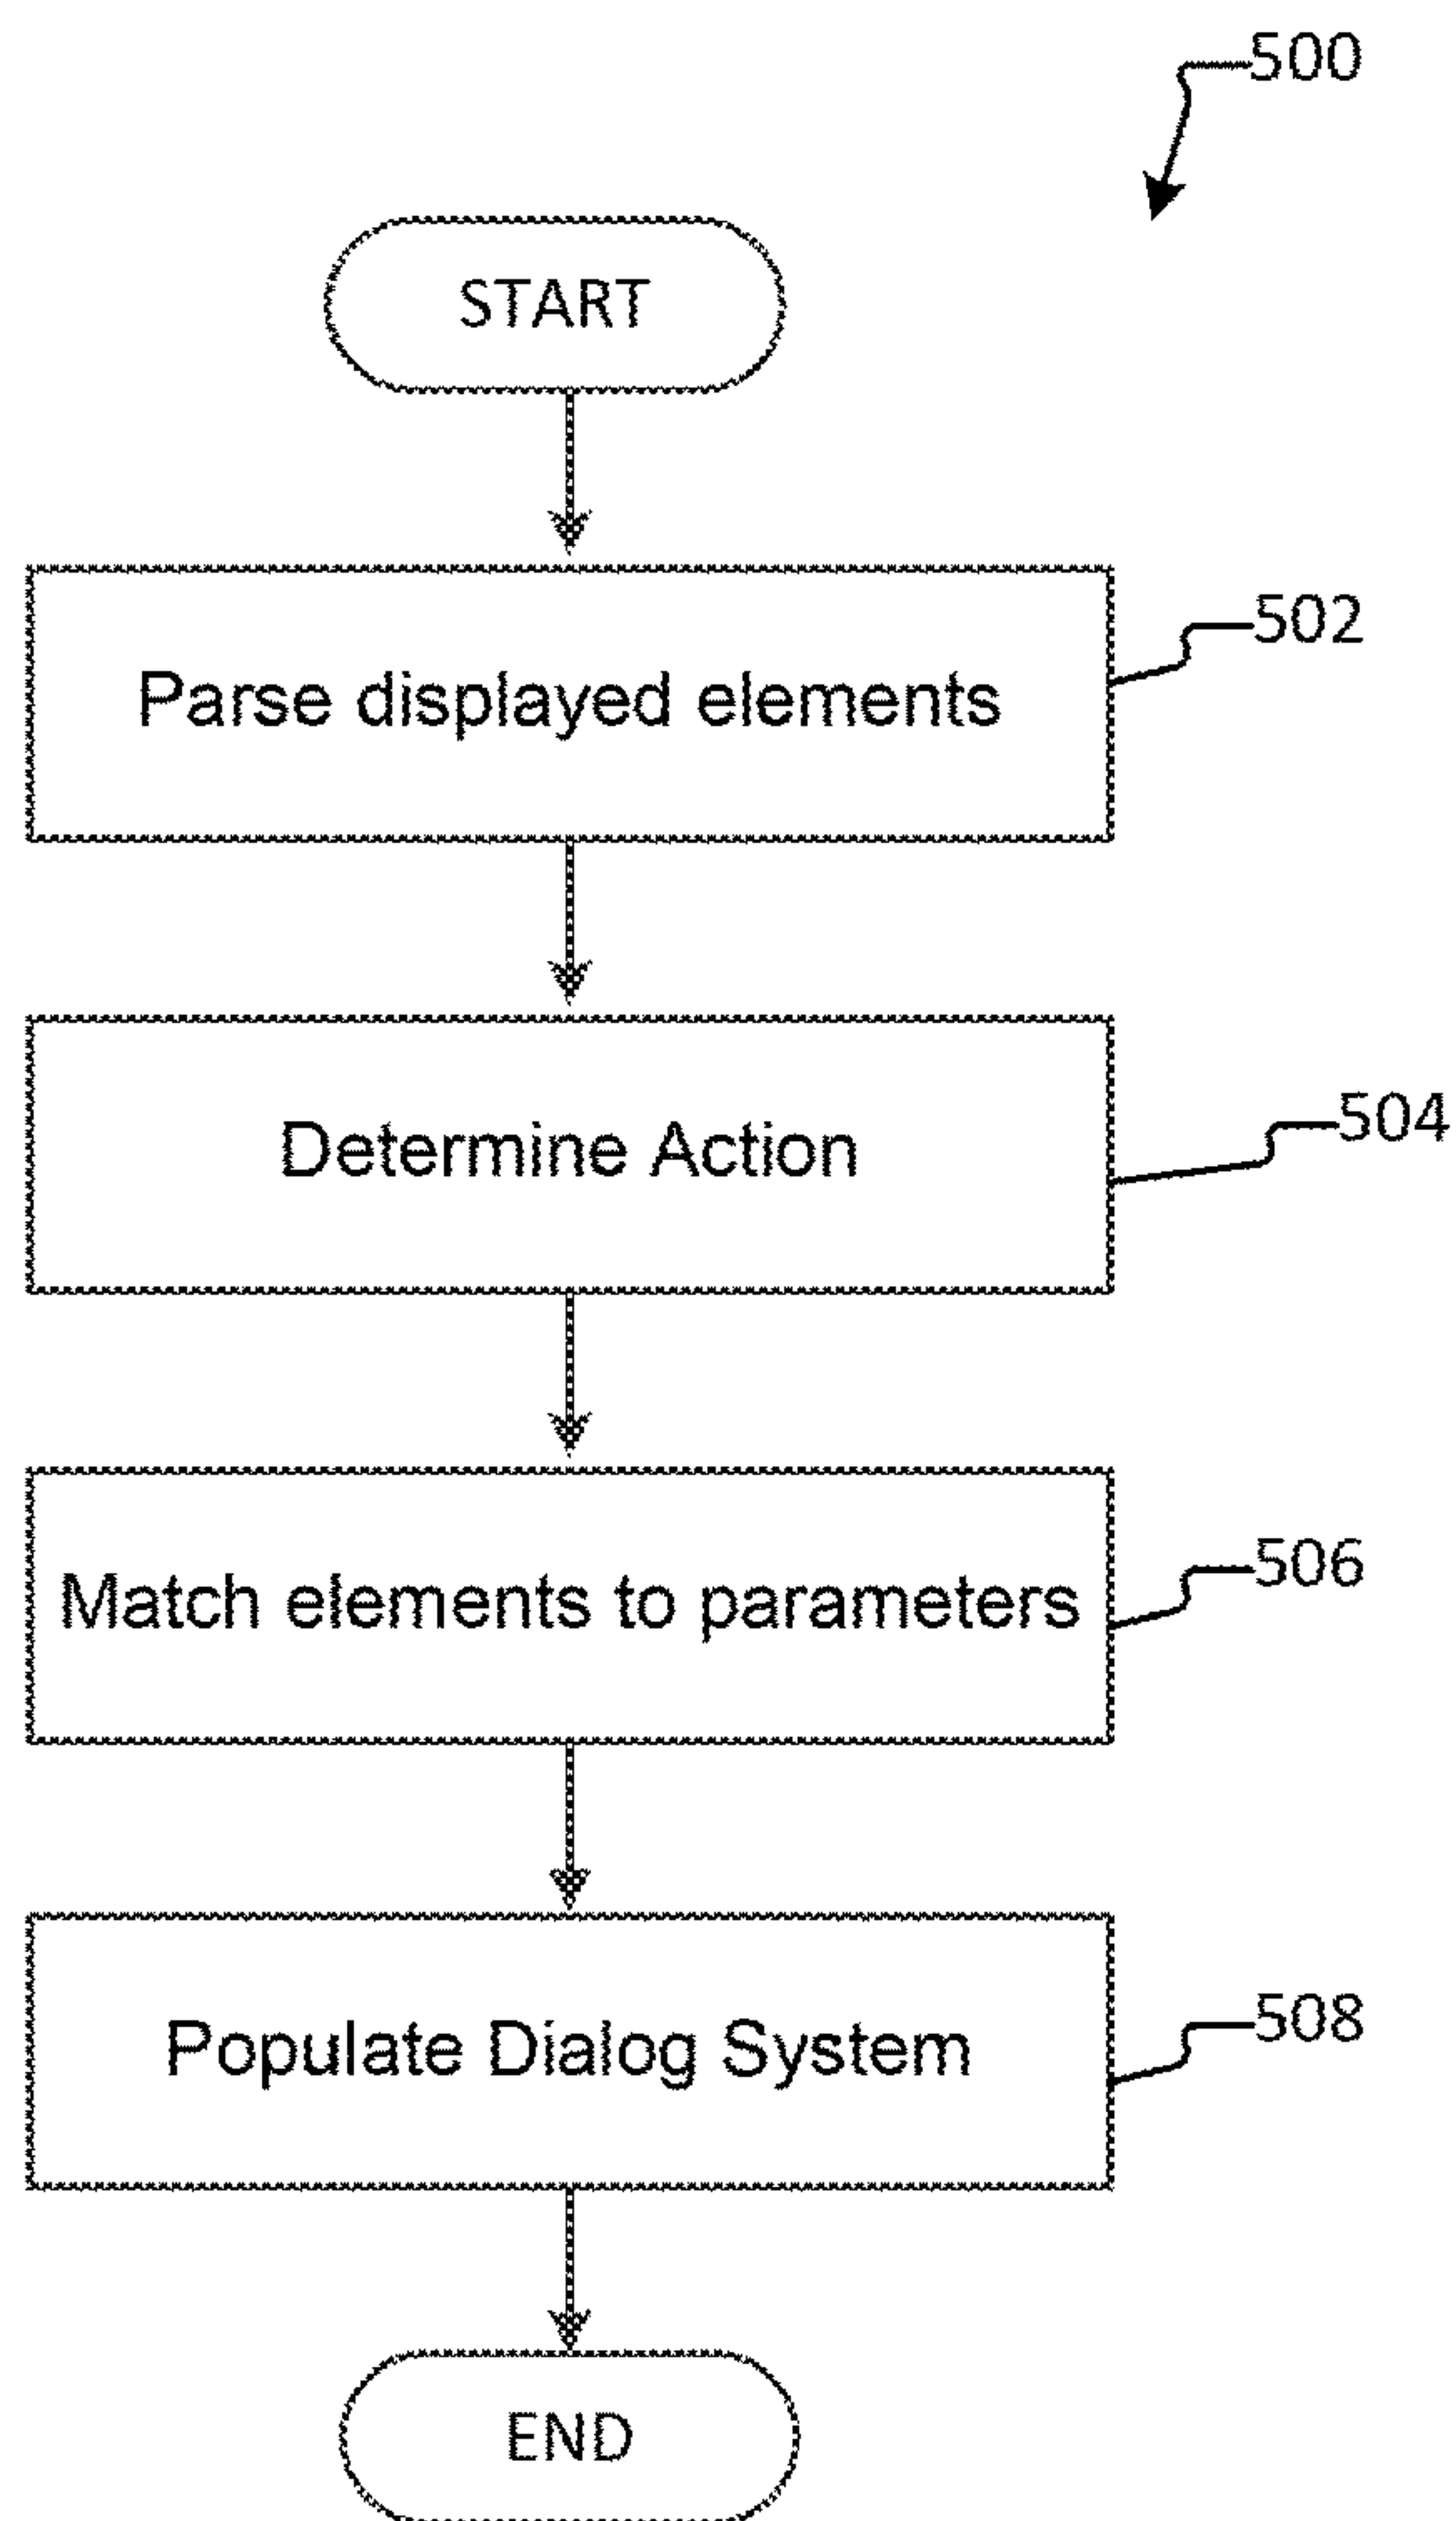 500
START
Parse displayed elements
502
Determine Action
504
Match elements to parameters
506
Populate Dialog System
508
END